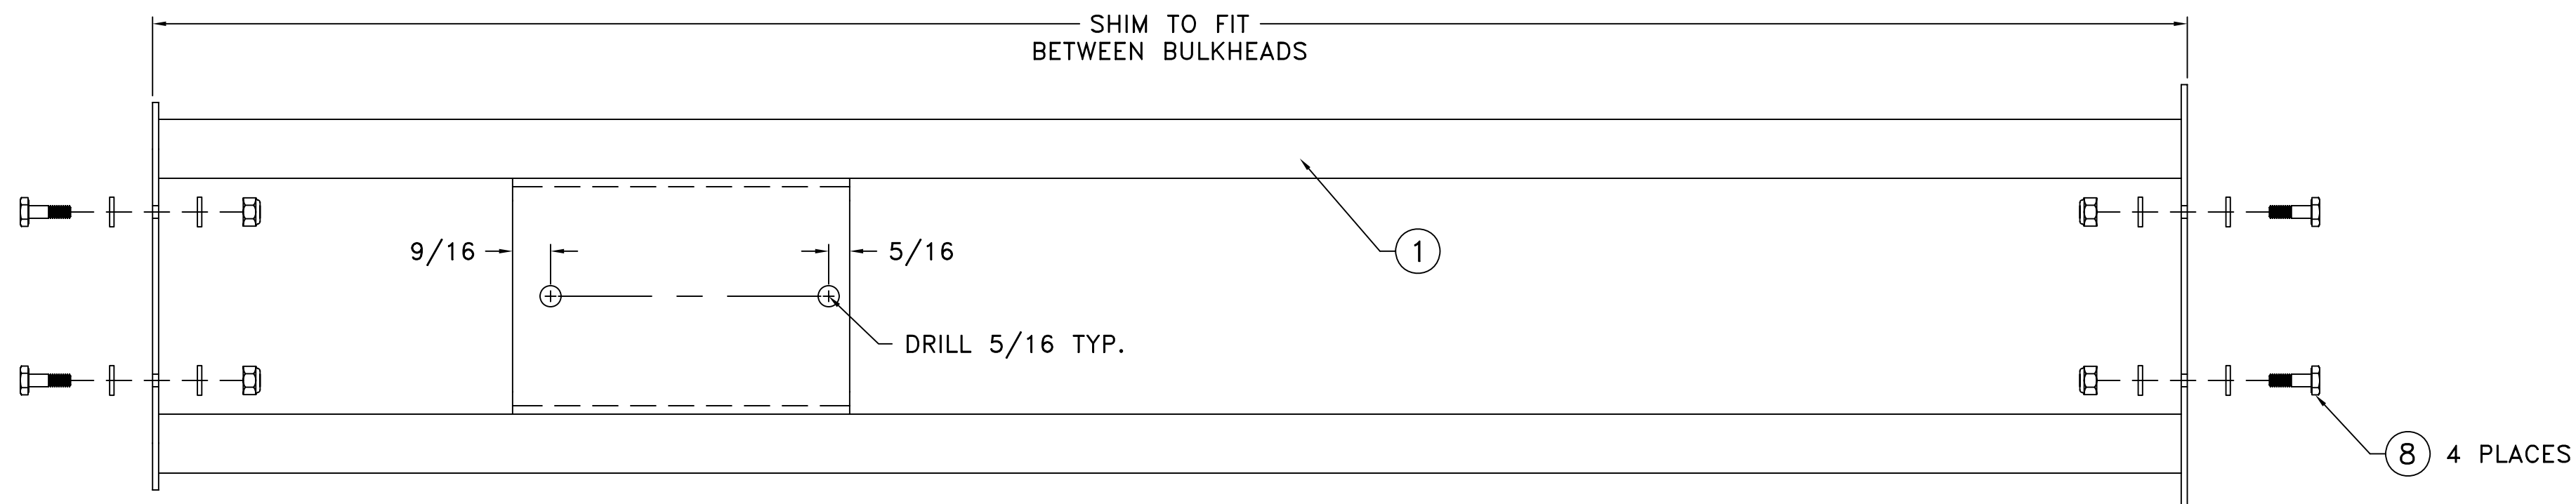 SHIM TO FIT
BETWEEN BULKHEADS
9/16
5/16
1
DRILL 5/16 TYP.
8 4 PLACES